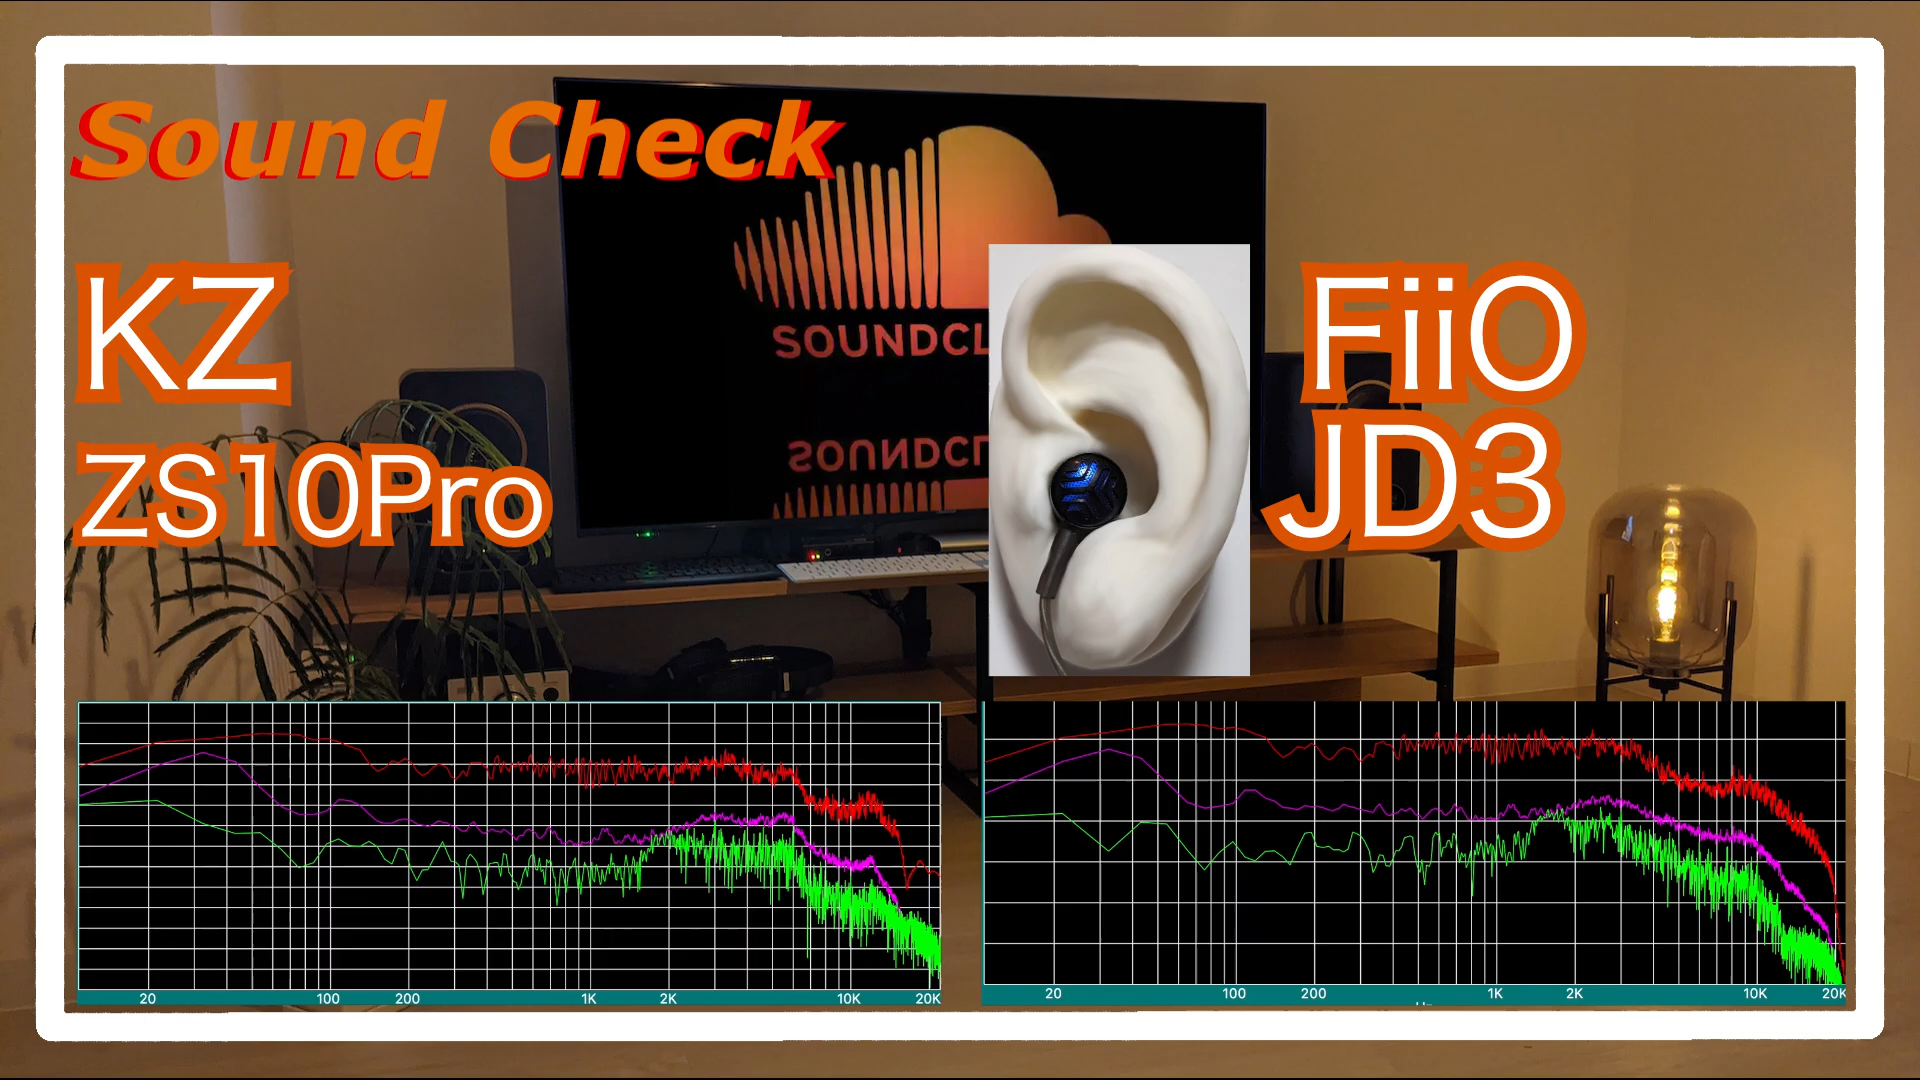 Sound Check
SOUNDCL
SOUNDCL
KZ
ZS10Pro
FiiO
JD3
20 100 200 1K 2K 10K 20K
20 100 200 1K 2K 10K 20K